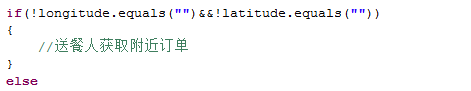 if(!longitude.equals("")&&!latitude.equals(""))
{
//送餐人获取附近订单
}
else